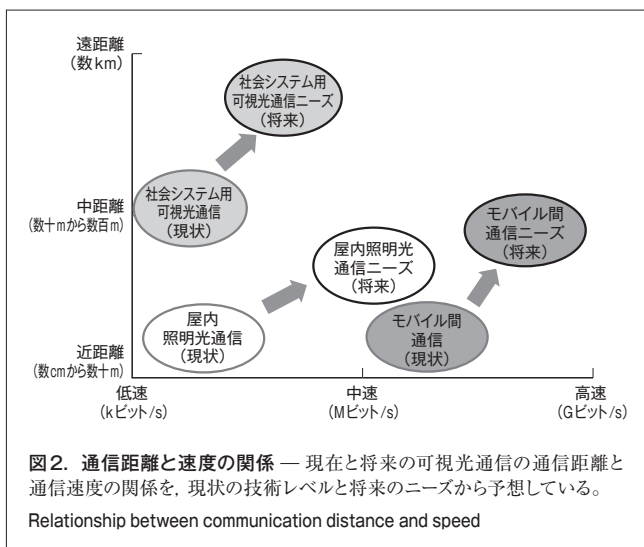 遠距離
(数km)
社会システム用
可視光通信ニーズ
(将来)
中距離
(数十mから数百m)
社会システム用
可視光通信
(現状)
モバイル間
通信ニーズ
(将来)
屋内照明光
通信ニーズ
(将来)
屋内
照明光通信
(現状)
モバイル間
通信
(現状)
近距離
(数cmから数十m)
低速
(kビット/s)
中速
(Mビット/s)
高速
(Gビット/s)
図2. 通信距離と速度の関係 — 現在と将来の可視光通信の通信距離と
通信速度の関係を,現状の技術レベルと将来のニーズから予想している。
Relationship between communication distance and speed